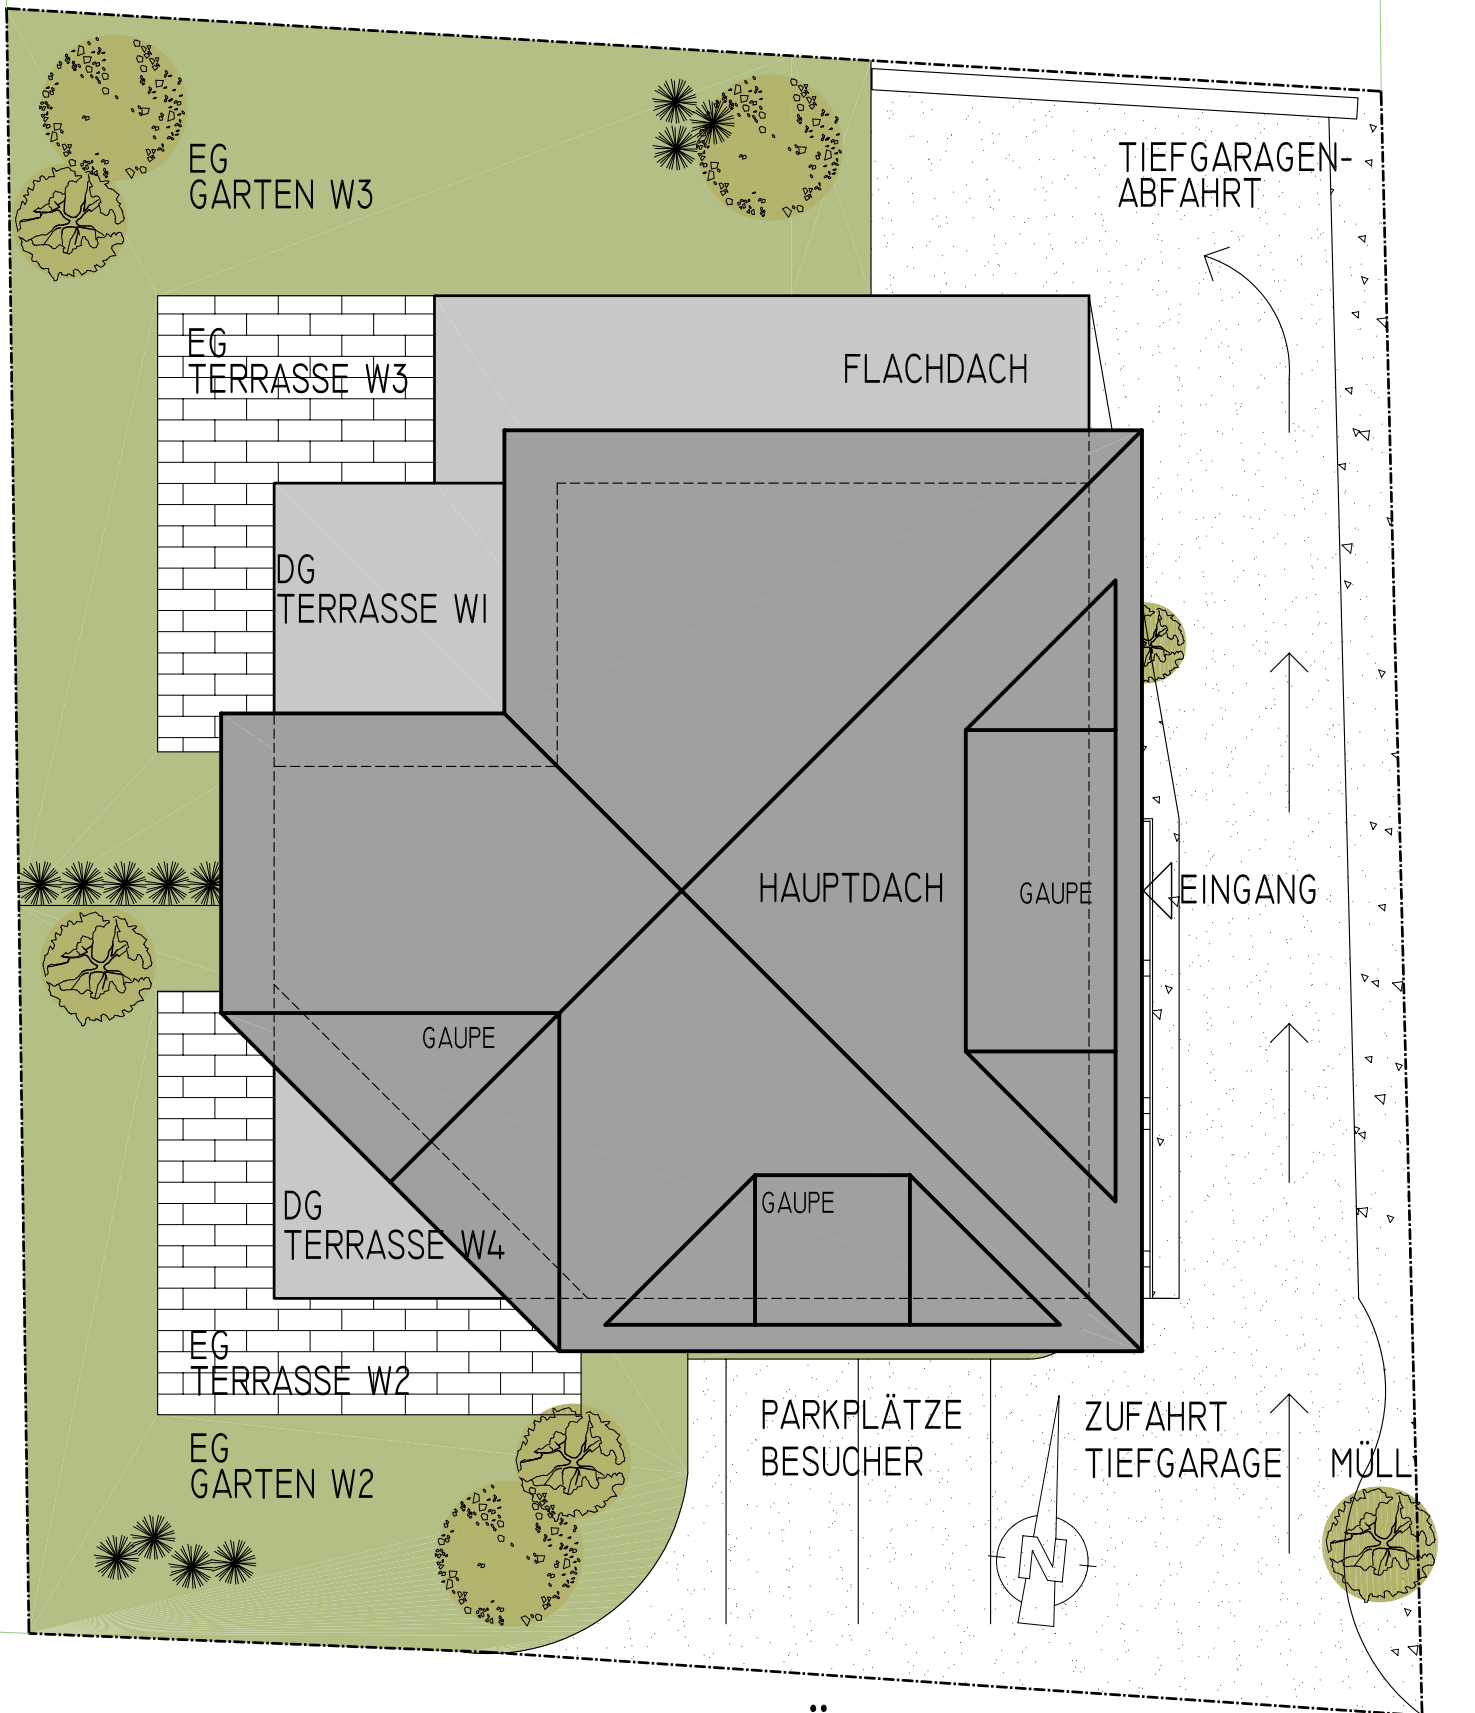 EG
GARTEN W3
TIEFGARAGEN-
ABFAHRT
EG
TERRASSE W3
FLACHDACH
DG
TERRASSE W1
HAUPTDACH
GAUPE
EINGANG
GAUPE
DG
TERRASSE W4
GAUPE
EG
TERRASSE W2
PARKPLÄTZE
BESUCHER
ZUFAHRT
TIEFGARAGE
MÜLL
EG
GARTEN W2
N